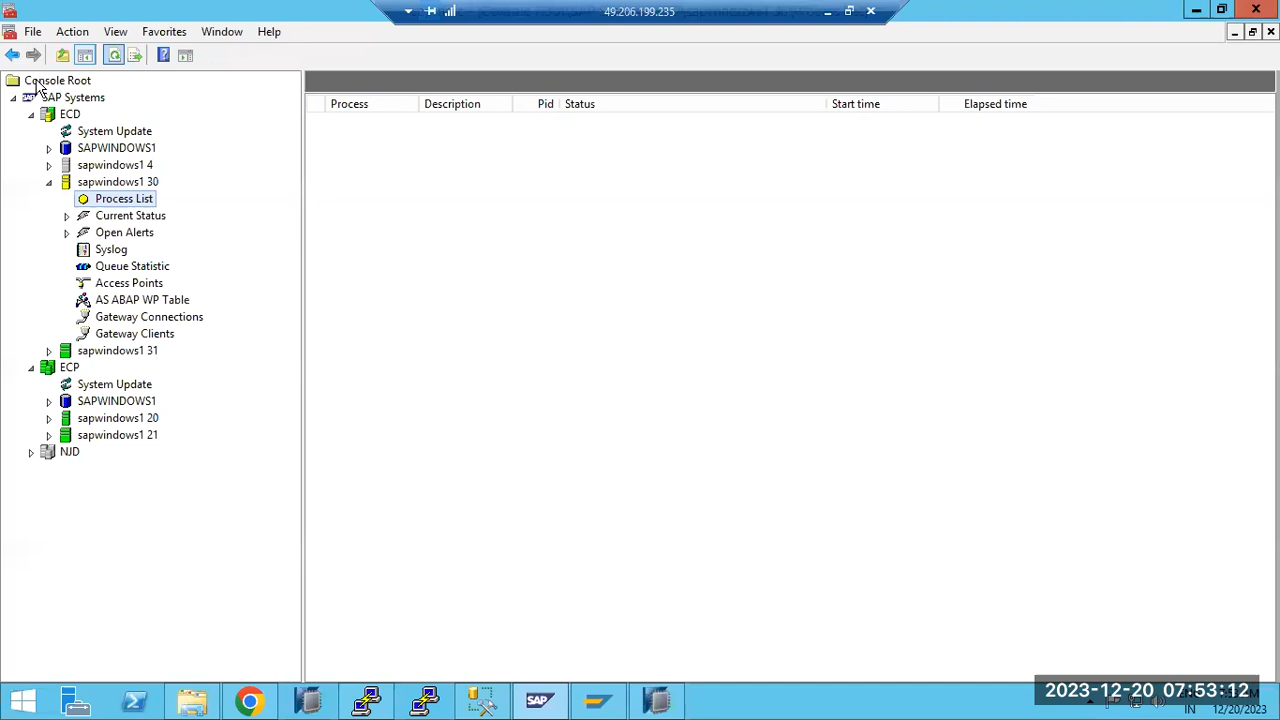 49.206.199.235
File Action View Favorites Window Help
Console Root
SAP Systems
ECD
System Update
SAPWINDOWS1
sapwindows1 4
sapwindows1 30
Process List
Current Status
Open Alerts
Syslog
Queue Statistic
Access Points
AS ABAP WP Table
Gateway Connections
Gateway Clients
sapwindows1 31
ECP
System Update
SAPWINDOWS1
sapwindows1 20
sapwindows1 21
NJD
Process Description Pid Status Start time Elapsed time
SAP
2023-12-20 07:53:12
IN 12/20/2023